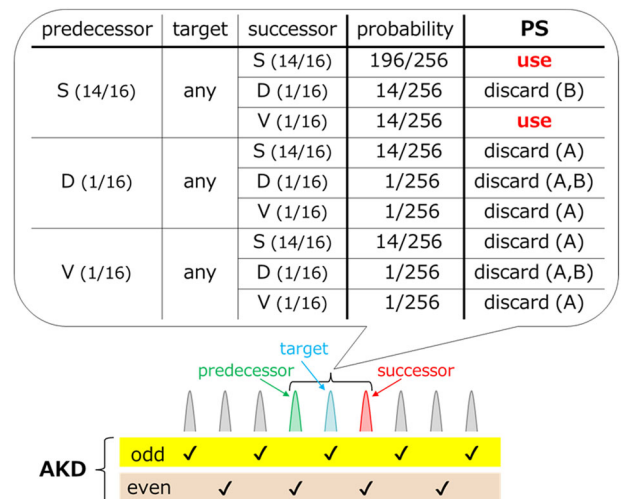 predecessor target successor probability PS
S (14/16) any S (14/16) 196/256 use
D (1/16) 14/256 discard (B)
V (1/16) 14/256 use
D (1/16) any S (14/16) 14/256 discard (A)
D (1/16) 1/256 discard (A,B)
V (1/16) 1/256 discard (A)
V (1/16) any S (14/16) 14/256 discard (A)
D (1/16) 1/256 discard (A,B)
V (1/16) 1/256 discard (A)
target
predecessor successor
AKD
odd ✓ ✓ ✓ ✓ ✓
even ✓ ✓ ✓ ✓